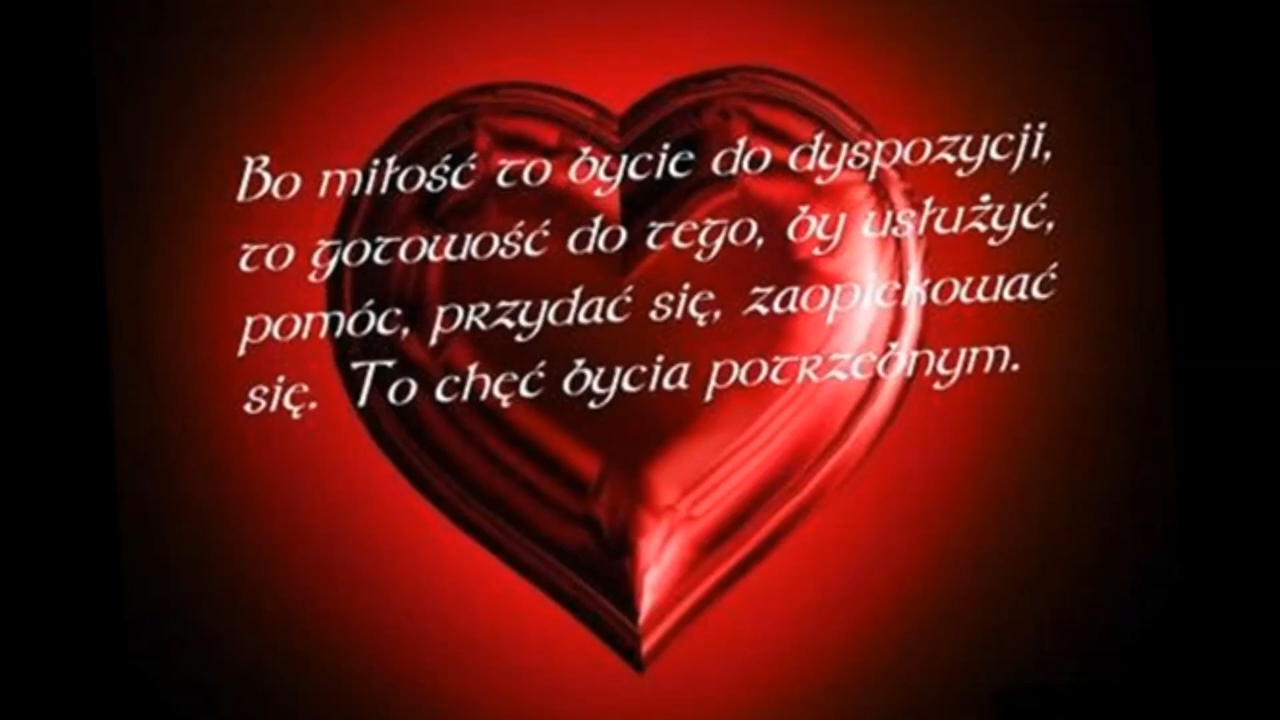 Bo miłość to bycie do dyspozycji,
to gotowość do tego, by usłużyć,
pomóc, przydać się, zaopiekować
się. To chęć bycia potrzebnym.